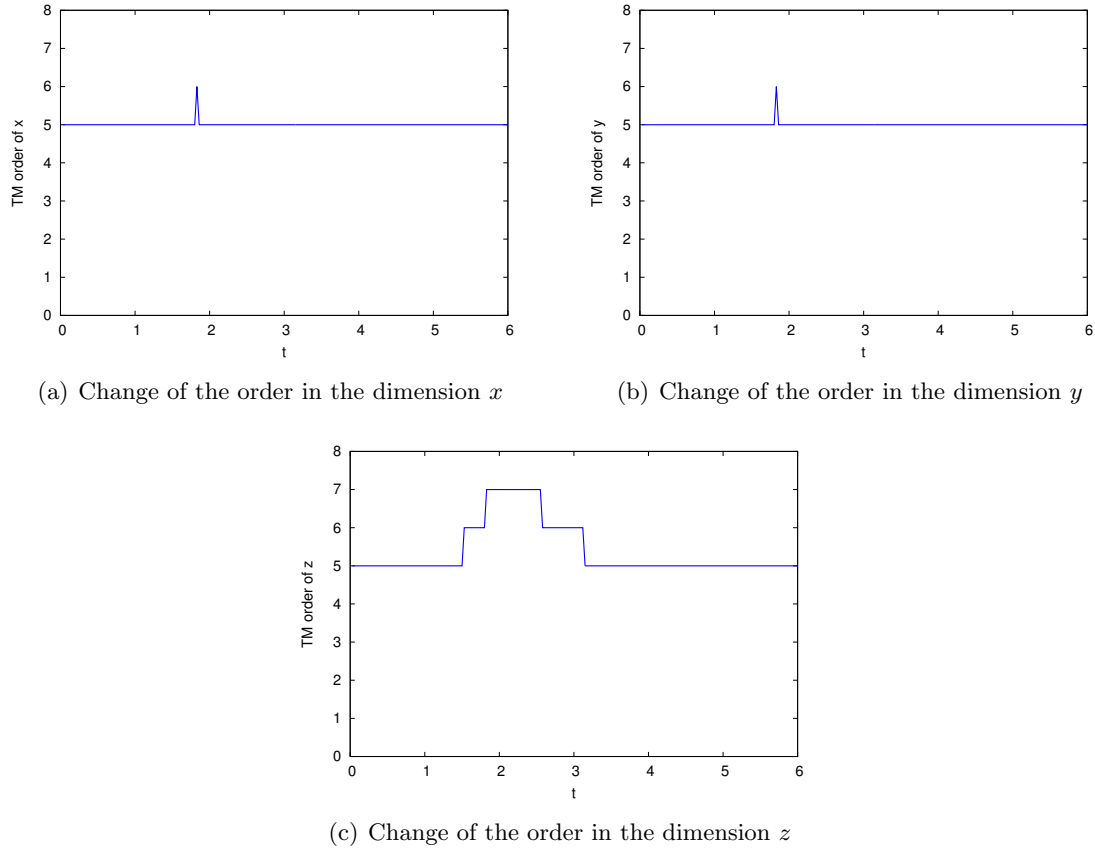 8
7
6
5
4
3
2
1
0
TM order of x
0 1 2 3 4 5 6
t
(a) Change of the order in the dimension x
8
7
6
5
4
3
2
1
0
TM order of y
0 1 2 3 4 5 6
t
(b) Change of the order in the dimension y
8
7
6
5
4
3
2
1
0
TM order of z
0 1 2 3 4 5 6
t
(c) Change of the order in the dimension z